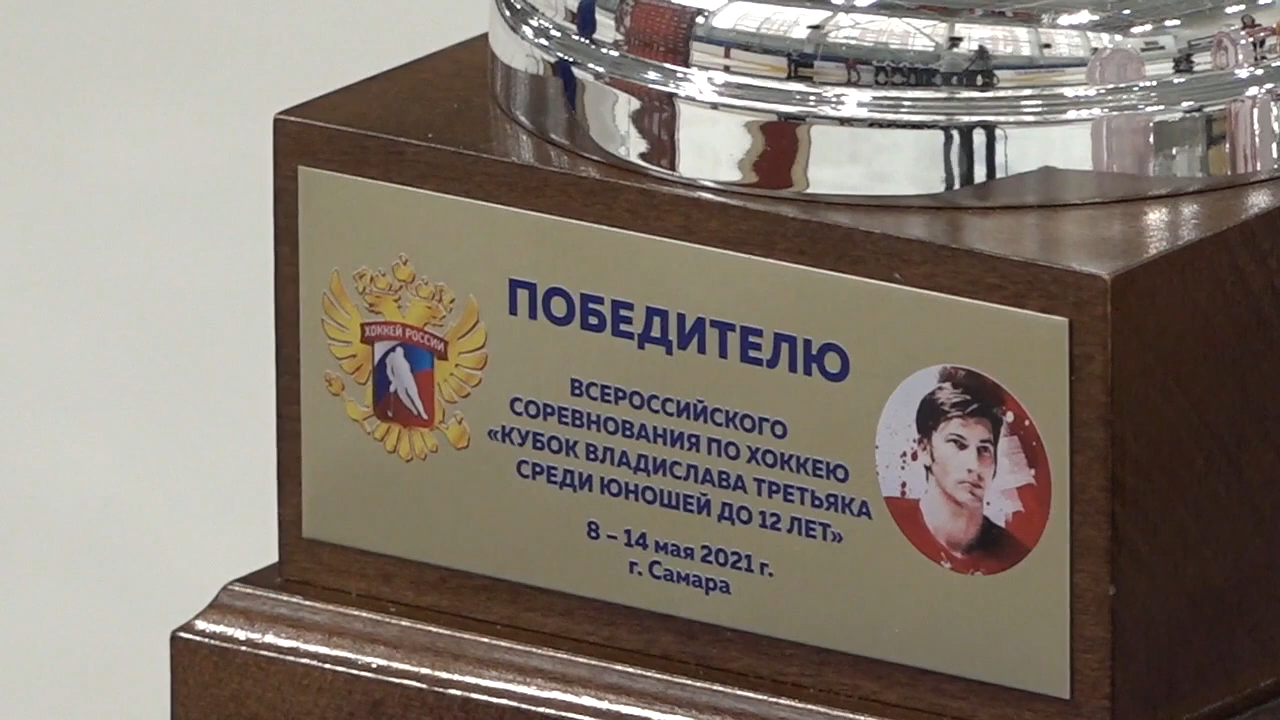 ХОККЕЙ РОССИИ
ПОБЕДИТЕЛЮ
ВСЕРОССИЙСКОГО
СОРЕВНОВАНИЯ ПО ХОККЕЮ
«КУБОК ВЛАДИСЛАВА ТРЕТЬЯКА
СРЕДИ ЮНОШЕЙ ДО 12 ЛЕТ»
8 – 14 мая 2021 г.
г. Самара